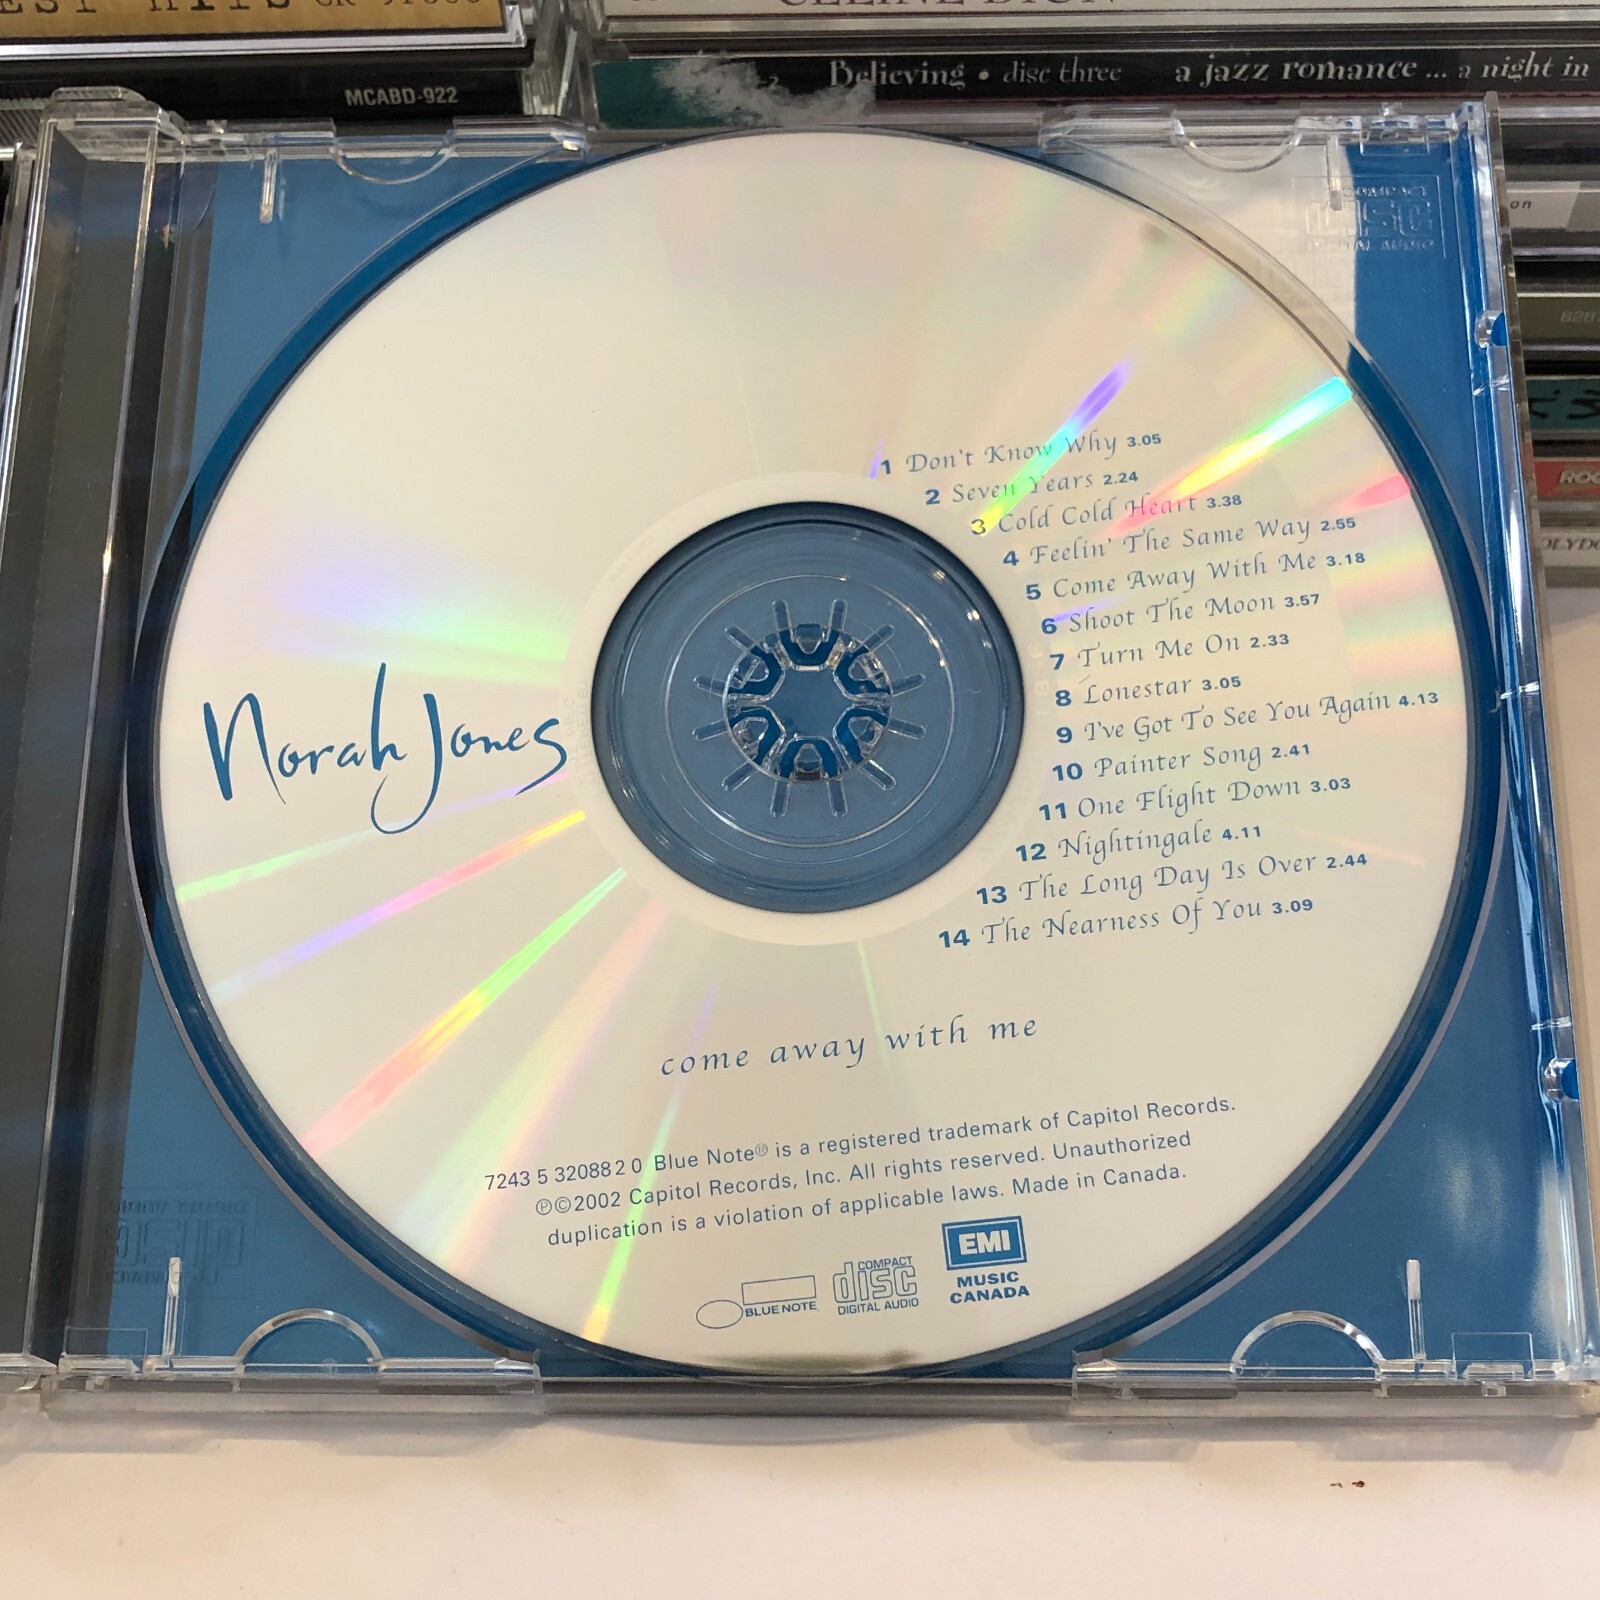 MCABD-922
CELINE DION
Believing • disc three a jazz romance ... a night in
COMPACT
disc
DIGITAL AUDIO
on
1 Don't Know Why 3.05
2 Seven Years 2.24
3 Cold Cold Heart 3.38
4 Feelin' The Same Way 2.55
5 Come Away With Me 3.18
6 Shoot The Moon 3.57
7 Turn Me On 2.33
8 Lonestar 3.05
9 I've Got To See You Again 4.13
10 Painter Song 2.41
11 One Flight Down 3.03
12 Nightingale 4.11
13 The Long Day Is Over 2.44
14 The Nearness Of You 3.09
Norah Jones
come away with me
7243 5 32088 2 0 Blue Note® is a registered trademark of Capitol Records.
℗©2002 Capitol Records, Inc. All rights reserved. Unauthorized
duplication is a violation of applicable laws. Made in Canada.
BLUE NOTE
COMPACT
disc
DIGITAL AUDIO
EMI
MUSIC
CANADA